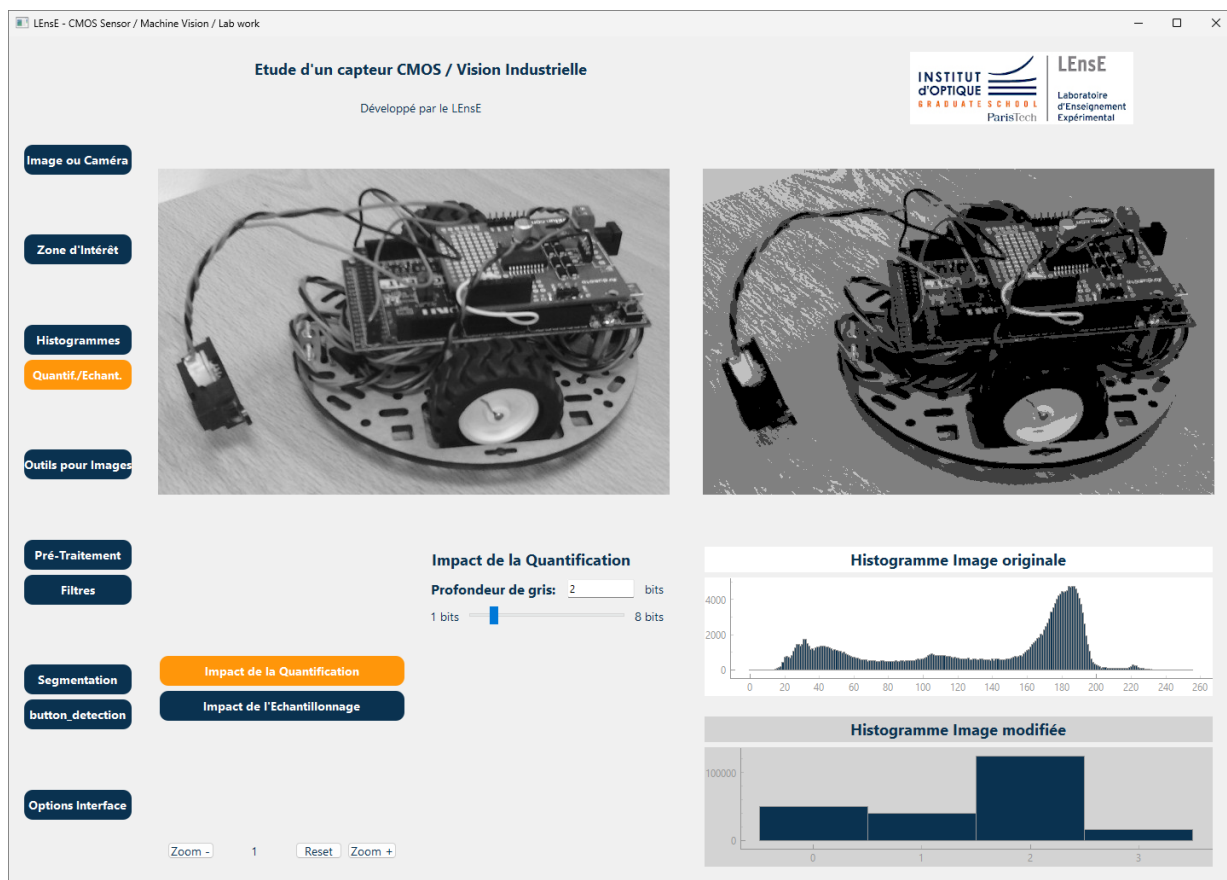 LEnsE - CMOS Sensor / Machine Vision / Lab work
Etude d'un capteur CMOS / Vision Industrielle
Développé par le LEnsE
INSTITUT
d'OPTIQUE
GRADUATE SCHOOL
ParisTech
LEnsE
Laboratoire
d'Enseignement
Expérimental
Image ou Caméra
Zone d'Intérêt
Histogrammes
Quantif./Echant.
Outils pour Images
Pré-Traitement
Filtres
Segmentation
button_detection
Options Interface
Impact de la Quantification
Profondeur de gris: 2 bits
1 bits 8 bits
Impact de la Quantification
Impact de l'Echantillonnage
Zoom - 1 Reset Zoom +
Histogramme Image originale
4000
2000
0
0 20 40 60 80 100 120 140 160 180 200 220 240 260
Histogramme Image modifiée
100000
0
0 1 2 3